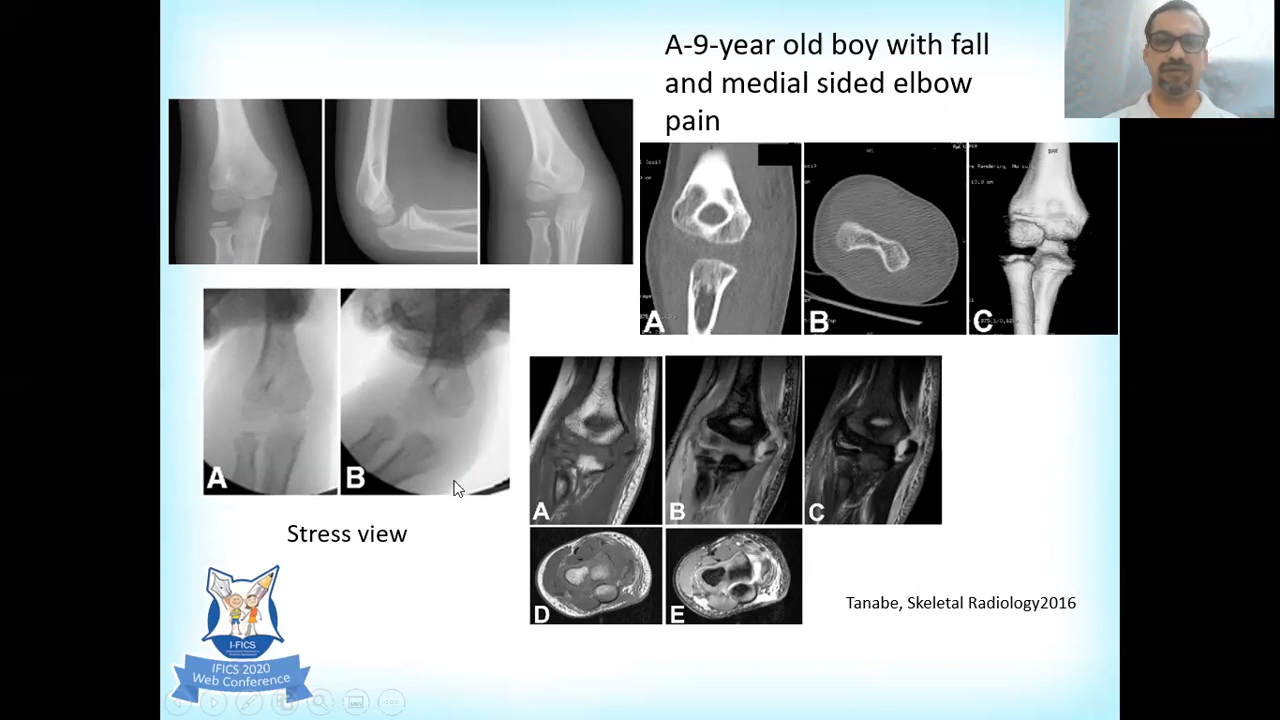 A-9-year old boy with fall
and medial sided elbow
pain
A
B
C
A
B
Stress view
A
B
C
D
E
Tanabe, Skeletal Radiology2016
I-FICS
IFICS 2020
Web Conference